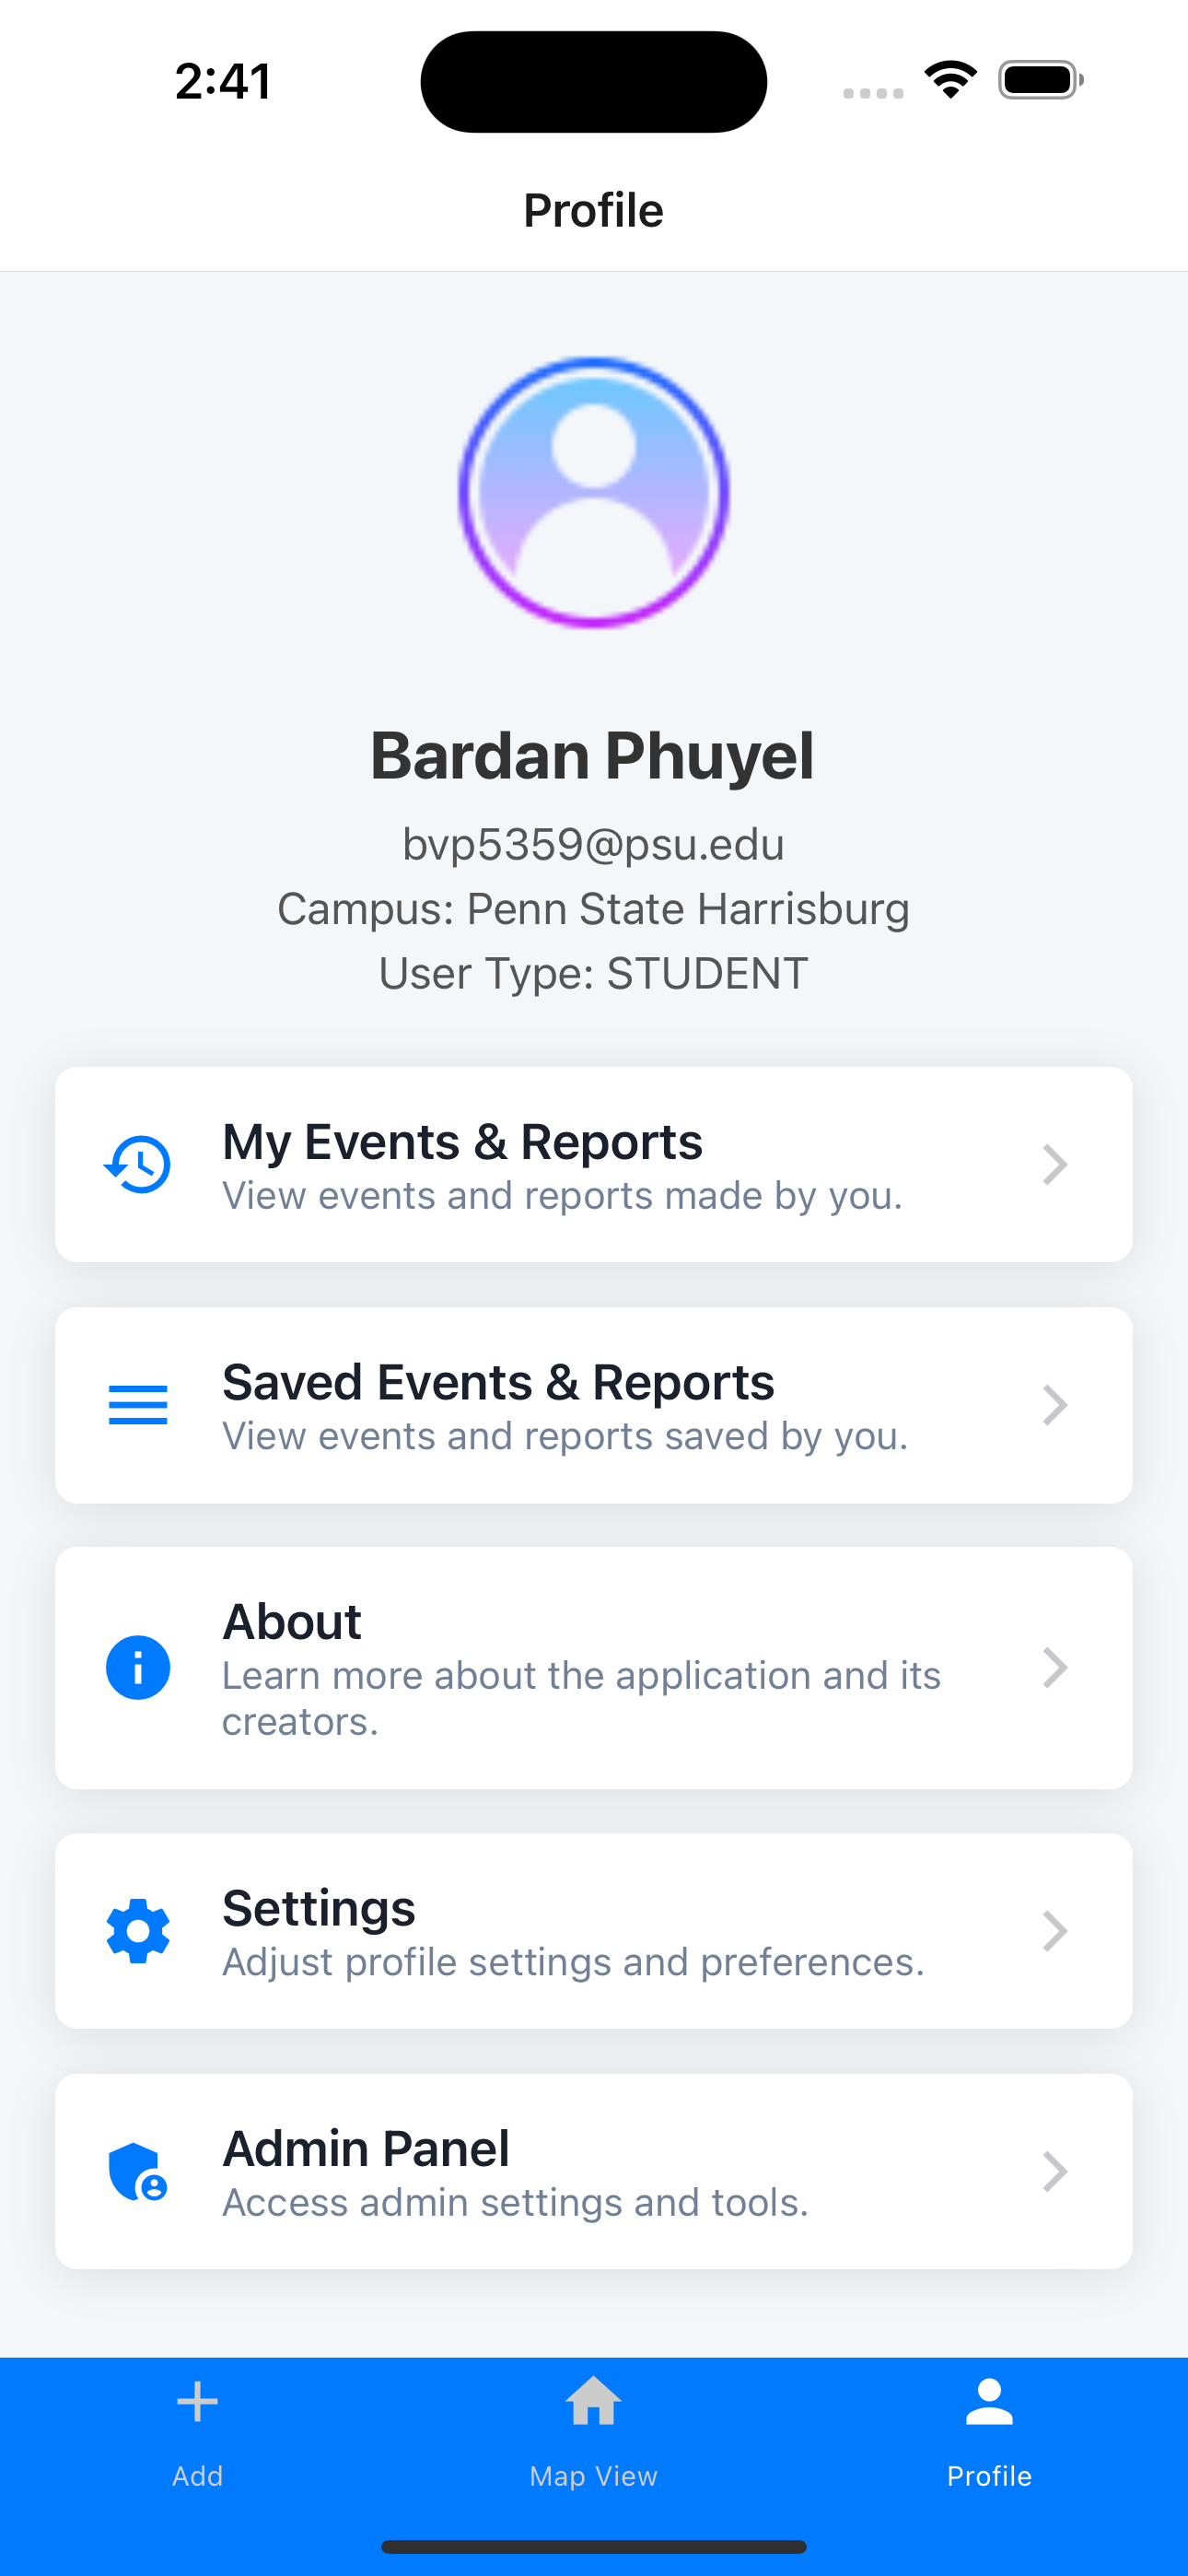 2:41
Profile
Bardan Phuyel
bvp5359@psu.edu
Campus: Penn State Harrisburg
User Type: STUDENT
My Events & Reports
View events and reports made by you.
Saved Events & Reports
View events and reports saved by you.
About
Learn more about the application and its
creators.
Settings
Adjust profile settings and preferences.
Admin Panel
Access admin settings and tools.
Add
Map View
Profile